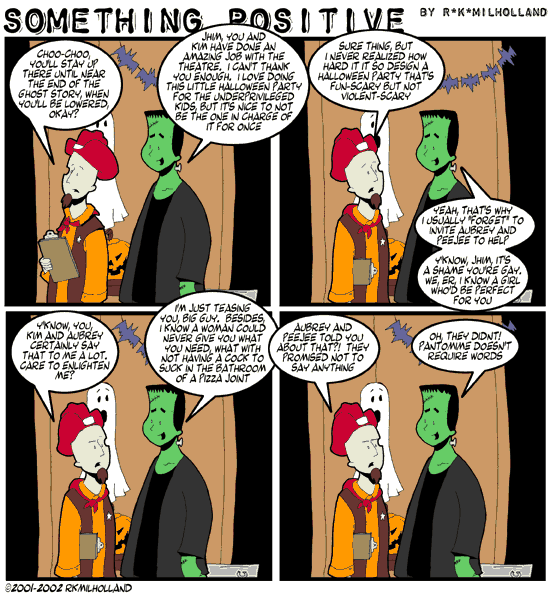 SOMETHING POSITIVE
BY R*K*MILHOLLAND
CHOO-CHOO,
YOU'LL STAY UP
THERE UNTIL NEAR
THE END OF THE
GHOST STORY, WHEN
YOU'LL BE LOWERED,
OKAY?
JHIM, YOU AND
KIM HAVE DONE AN
AMAZING JOB WITH THE
THEATRE, I CAN'T THANK
YOU ENOUGH. I LOVE DOING
THIS LITTLE HALLOWEEN PARTY
FOR THE UNDERPRIVILEGED
KIDS, BUT IT'S NICE TO NOT
BE THE ONE IN CHARGE OF
IT FOR ONCE
SURE THING, BUT
I NEVER REALIZED HOW
HARD IT IT SO DESIGN A
HALLOWEEN PARTY THAT'S
FUN-SCARY BUT NOT
VIOLENT-SCARY
YEAH, THAT'S WHY
I USUALLY "FORGET" TO
INVITE AUBREY AND
PEEJEE TO HELP
Y'KNOW, JHIM, IT'S
A SHAME YOU'RE GAY.
WE, ER, I KNOW A GIRL
WHO'D BE PERFECT
FOR YOU
Y'KNOW, YOU,
KIM AND AUBREY
CERTAINLY SAY
THAT TO ME A LOT.
CARE TO ENLIGHTEN
ME?
I'M JUST TEASING
YOU, BIG GUY. BESIDES,
I KNOW A WOMAN COULD
NEVER GIVE YOU WHAT
YOU NEED, WHAT WITH
NOT HAVING A COCK TO
SUCK IN THE BATHROOM
OF A PIZZA JOINT
AUBREY AND
PEEJEE TOLD YOU
ABOUT THAT?! THEY
PROMISED NOT TO
SAY ANYTHING
OH, THEY DIDN'T!
PANTOMIME DOESN'T
REQUIRE WORDS
©2001-2002 RKMILHOLLAND